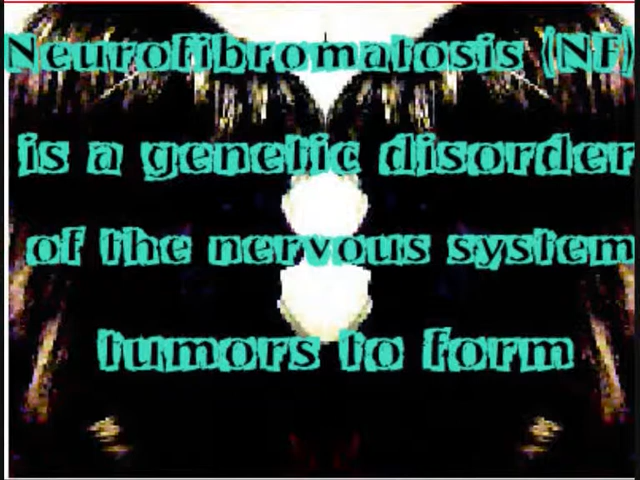 Neurofibromatosis (NF)
is a genetic disorder
of the nervous system
tumors to form